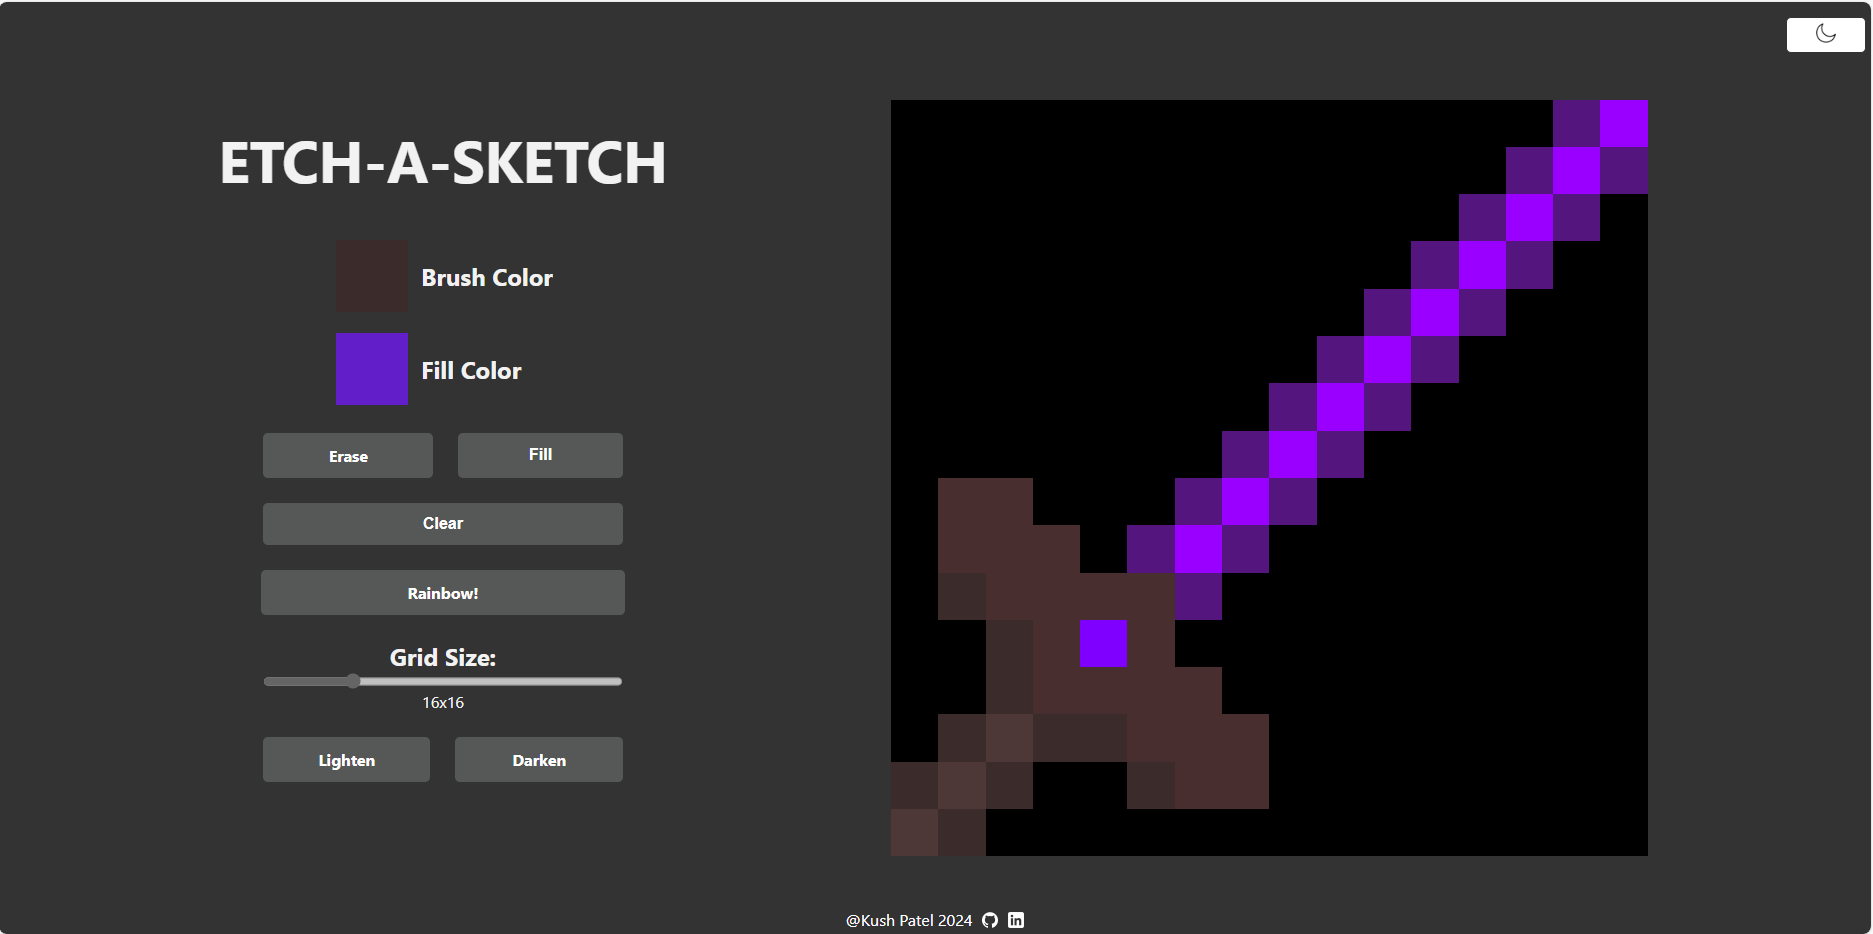 ETCH-A-SKETCH
Brush Color
Fill Color
Erase
Fill
Clear
Rainbow!
Grid Size:
16x16
Lighten
Darken
@Kush Patel 2024